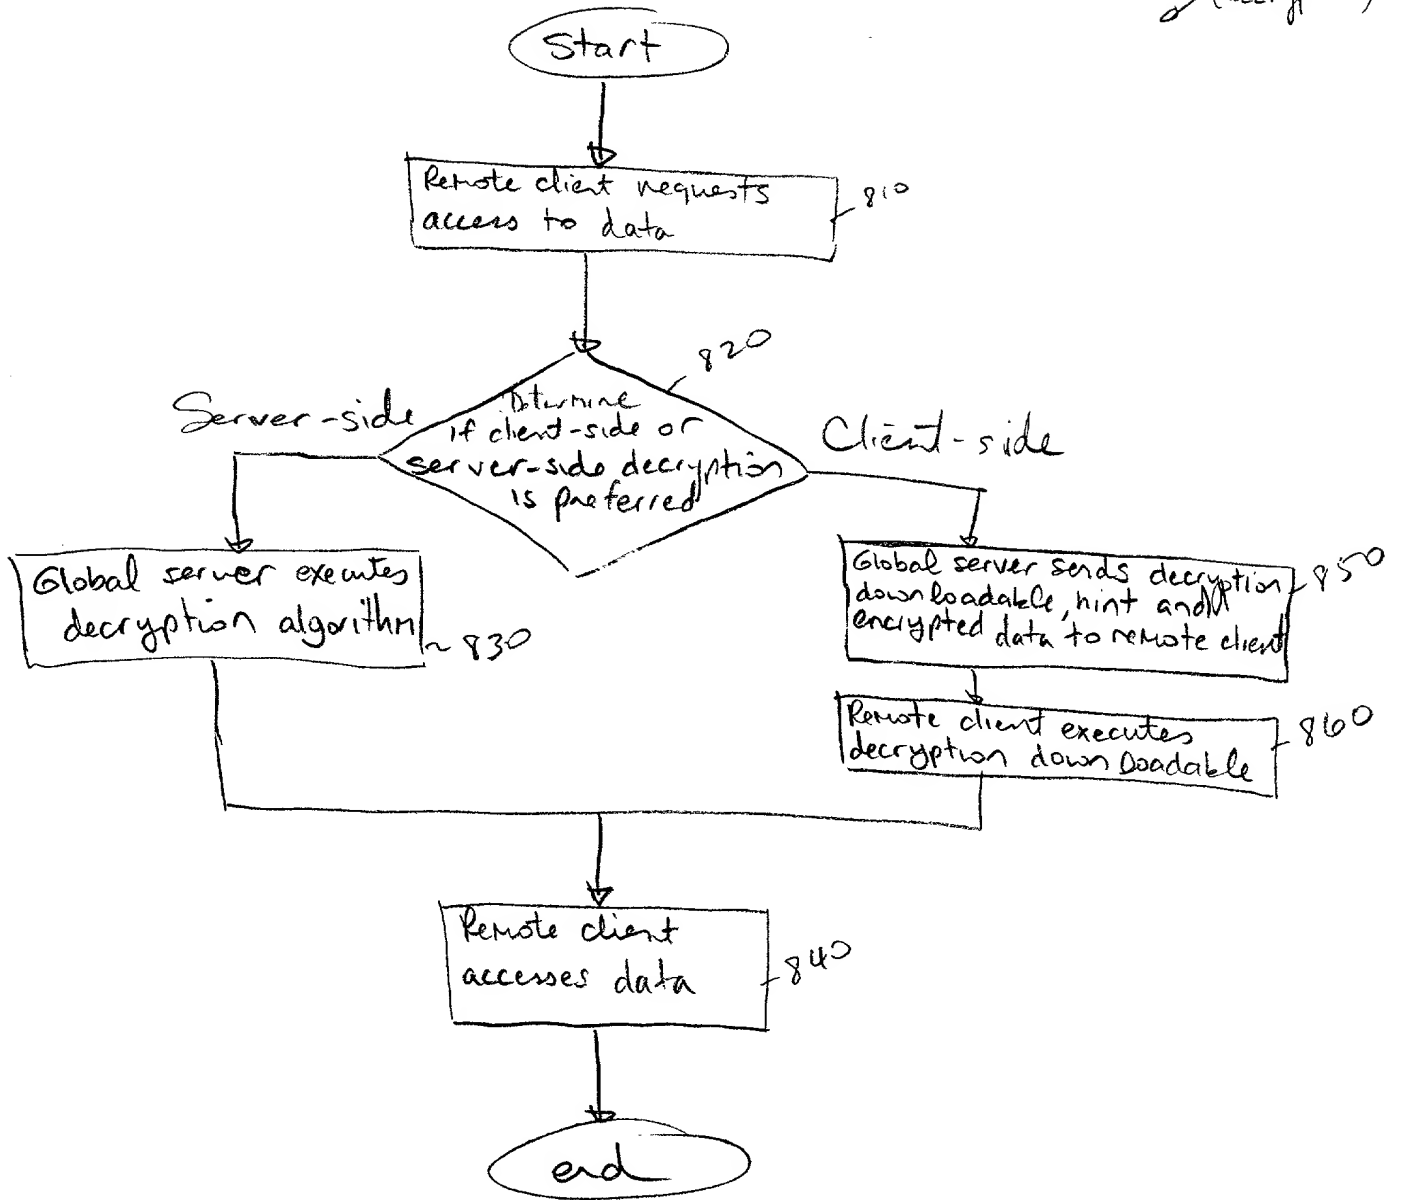 Start
Remote client requests
access to data
810
820
Server-side
Determine
if client-side or
server-side decryption
is preferred
Client-side
Global server executes
decryption algorithm
830
Global server sends decryption
downloadable, hint and
encrypted data to remote client
850
Remote client executes
decryption downloadable
860
Remote client
accesses data
840
end